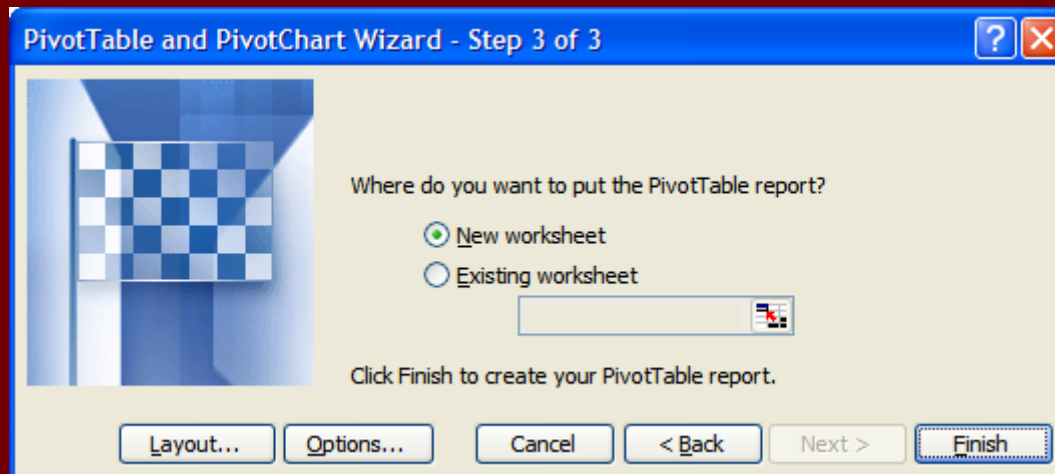 PivotTable and PivotChart Wizard - Step 3 of 3
?
Where do you want to put the PivotTable report?
New worksheet
Existing worksheet
Click Finish to create your PivotTable report.
Layout... Options... Cancel < Back Next > Finish